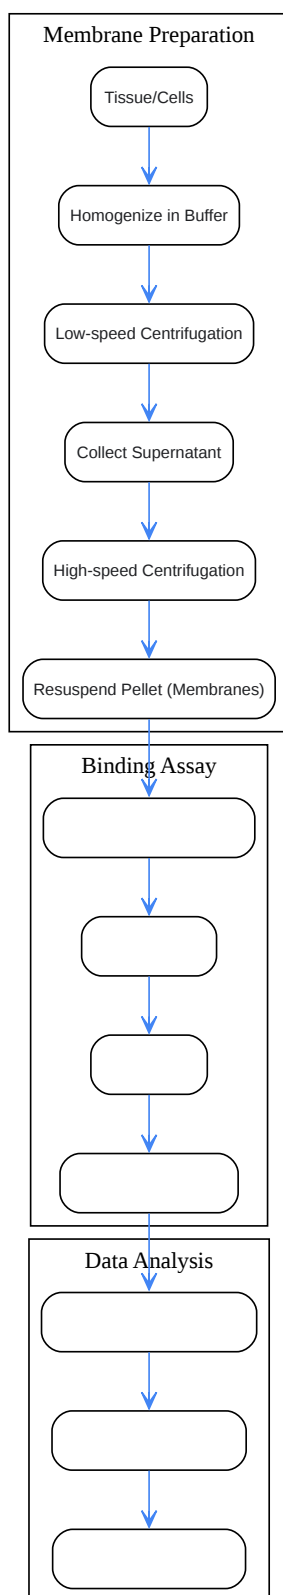 Membrane Preparation
Tissue/Cells
Homogenize in Buffer
Low-speed Centrifugation
Collect Supernatant
High-speed Centrifugation
Resuspend Pellet (Membranes)
Binding Assay
Data Analysis